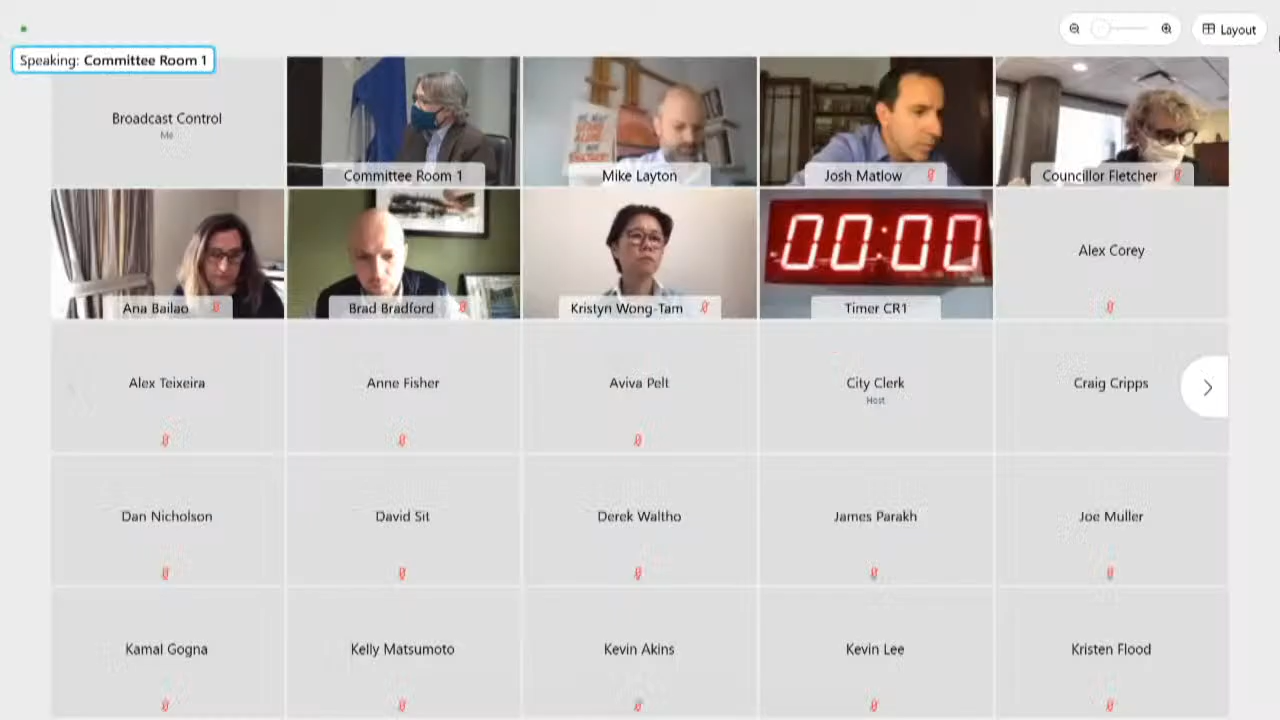 Layout
Speaking: Committee Room 1
Broadcast Control
Me
Committee Room 1
Mike Layton
Josh Matlow
Councillor Fletcher
Ana Bailao
Brad Bradford
Kristyn Wong-Tam
00:00
Timer CR1
Alex Corey
Alex Teixeira
Anne Fisher
Aviva Pelt
City Clerk
Host
Craig Cripps
Dan Nicholson
David Sit
Derek Waltho
James Parakh
Joe Muller
Kamal Gogna
Kelly Matsumoto
Kevin Akins
Kevin Lee
Kristen Flood